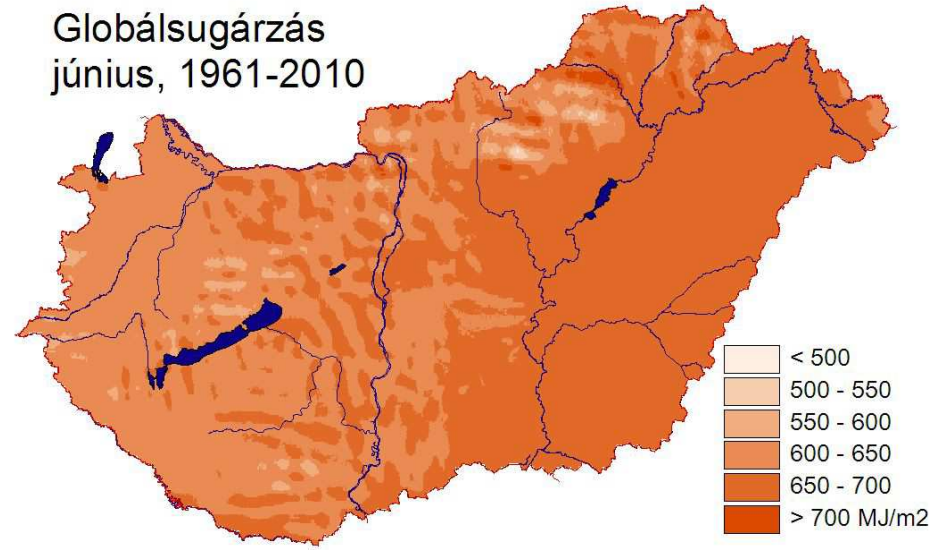 Globálsugárzás
június, 1961-2010
< 500
500 - 550
550 - 600
600 - 650
650 - 700
> 700 MJ/m2